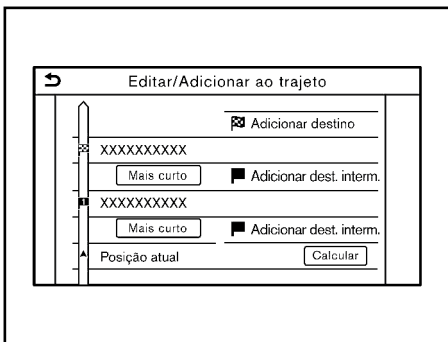 Editar/Adicionar ao trajeto
Adicionar destino
XXXXXXXXXX
Mais curto
Adicionar dest. interm.
1
XXXXXXXXXX
Mais curto
Adicionar dest. interm.
Posição atual
Calcular